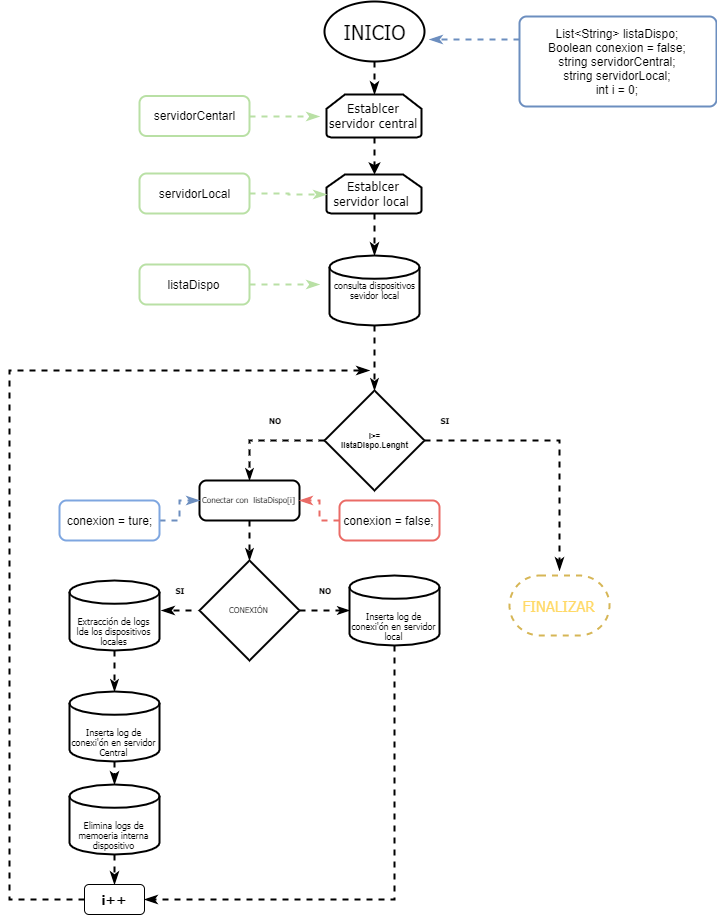 INICIO
List<String> listaDispo;
Boolean conexion = false;
string servidorCentral;
string servidorLocal;
int i = 0;
servidorCentarl
Establcer
servidor central
servidorLocal
Establcer
servidor local
listaDispo
consulta dispositivos
sevidor local
NO
SI
i>=
listaDispo.Lenght
Conectar con listaDispo[i]
conexion = ture;
conexion = false;
SI
NO
CONEXIÓN
FINALIZAR
Extracción de logs
lde los dispositivos
locales
Inserta log de
conexi'ón en servidor
local
Inserta log de
conexi'ón en servidor
Central
Elimina logs de
memoeria interna
dispositivo
i++